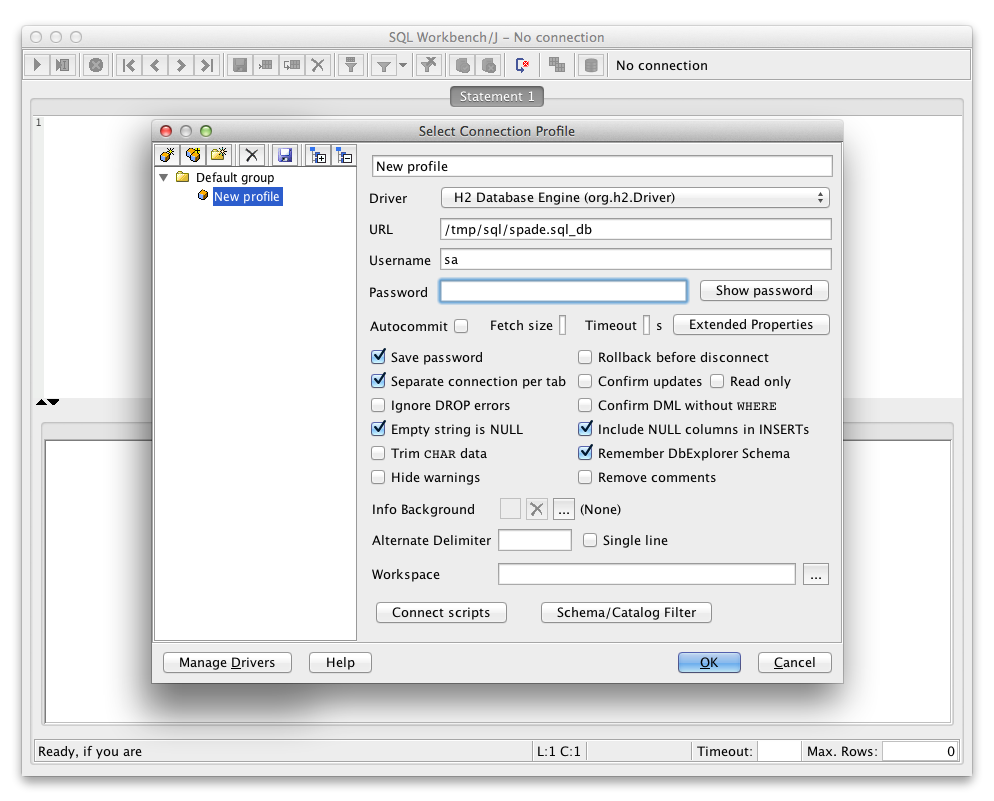 SQL Workbench/J – No connection
No connection
Statement 1
1
Select Connection Profile
Default group
New profile
New profile
Driver H2 Database Engine (org.h2.Driver)
URL /tmp/sql/spade.sql_db
Username sa
Password Show password
Autocommit Fetch size Timeout s Extended Properties
Save password Rollback before disconnect
Separate connection per tab Confirm updates Read only
Ignore DROP errors Confirm DML without WHERE
Empty string is NULL Include NULL columns in INSERTs
Trim CHAR data Remember DbExplorer Schema
Hide warnings Remove comments
Info Background ... (None)
Alternate Delimiter Single line
Workspace ...
Connect scripts Schema/Catalog Filter
Manage Drivers Help OK Cancel
Ready, if you are L:1 C:1 Timeout: Max. Rows: 0